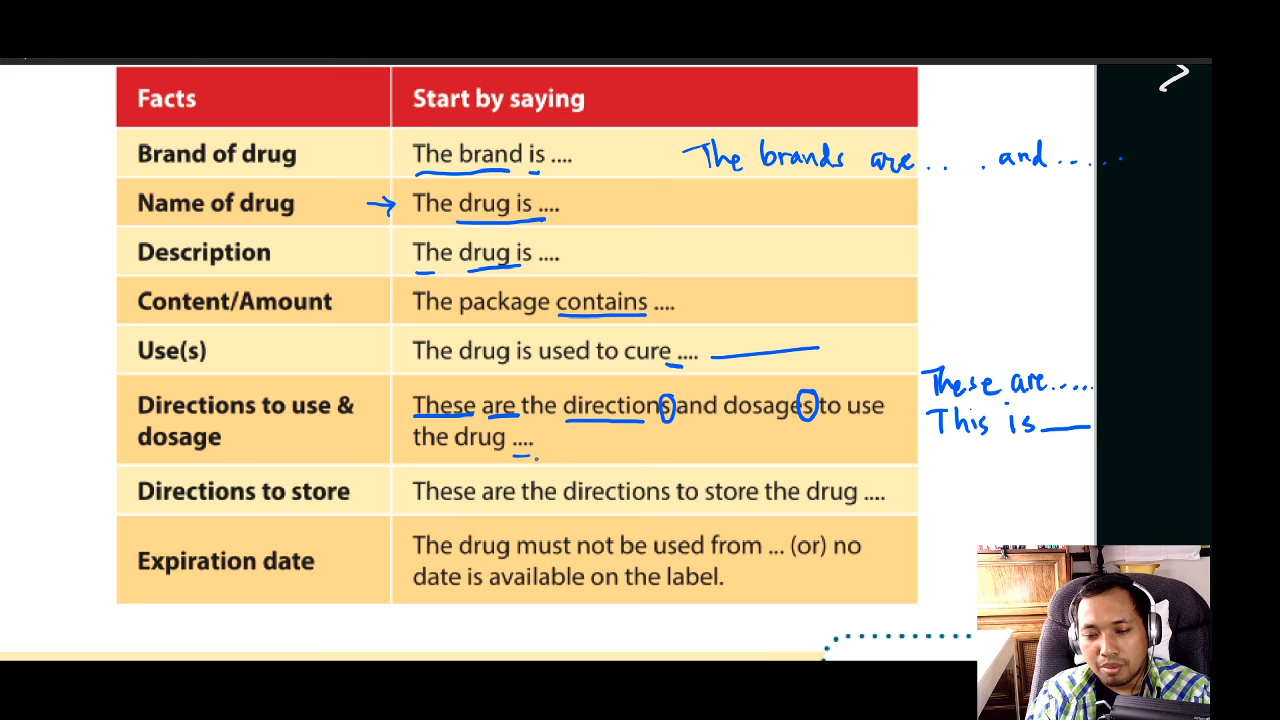 Facts Start by saying
Brand of drug The brand is .... The brands are.. . . and .....
Name of drug → The drug is ....
Description The drug is ....
Content/Amount The package contains ....
Use(s) The drug is used to cure ....
Directions to use & These are the directions and dosages to use These are.....
dosage the drug .... This is
Directions to store These are the directions to store the drug ....
Expiration date The drug must not be used from ... (or) no
date is available on the label.